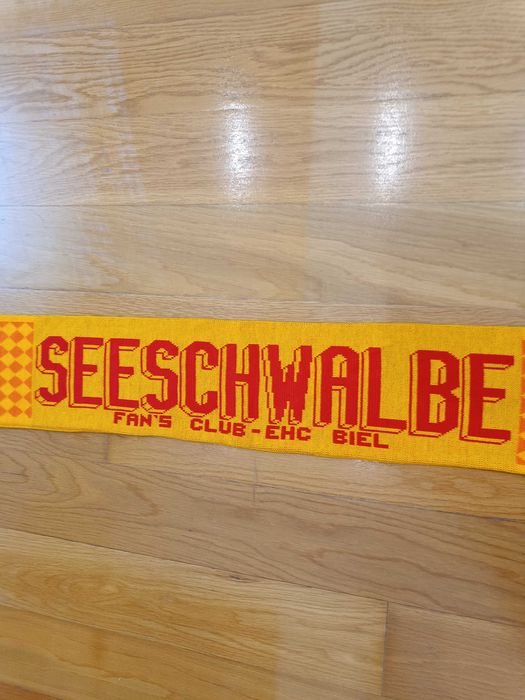 SEESCHWALBE
FAN'S CLUB - EHC BIEL